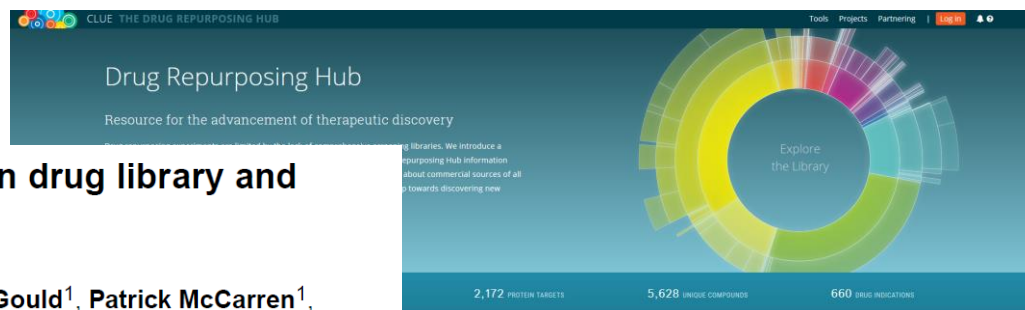 CLUE THE DRUG REPURPOSING HUB
Tools Projects Partnering | Log In
Drug Repurposing Hub
Resource for the advancement of therapeutic discovery
ing libraries. We introduce a
epurposing Hub information
about commercial sources of all
p towards discovering new
Explore
the Library
n drug library and
Gould1, Patrick McCarren1,
2,172 PROTEIN TARGETS
5,628 UNIQUE COMPOUNDS
660 DRUG INDICATIONS